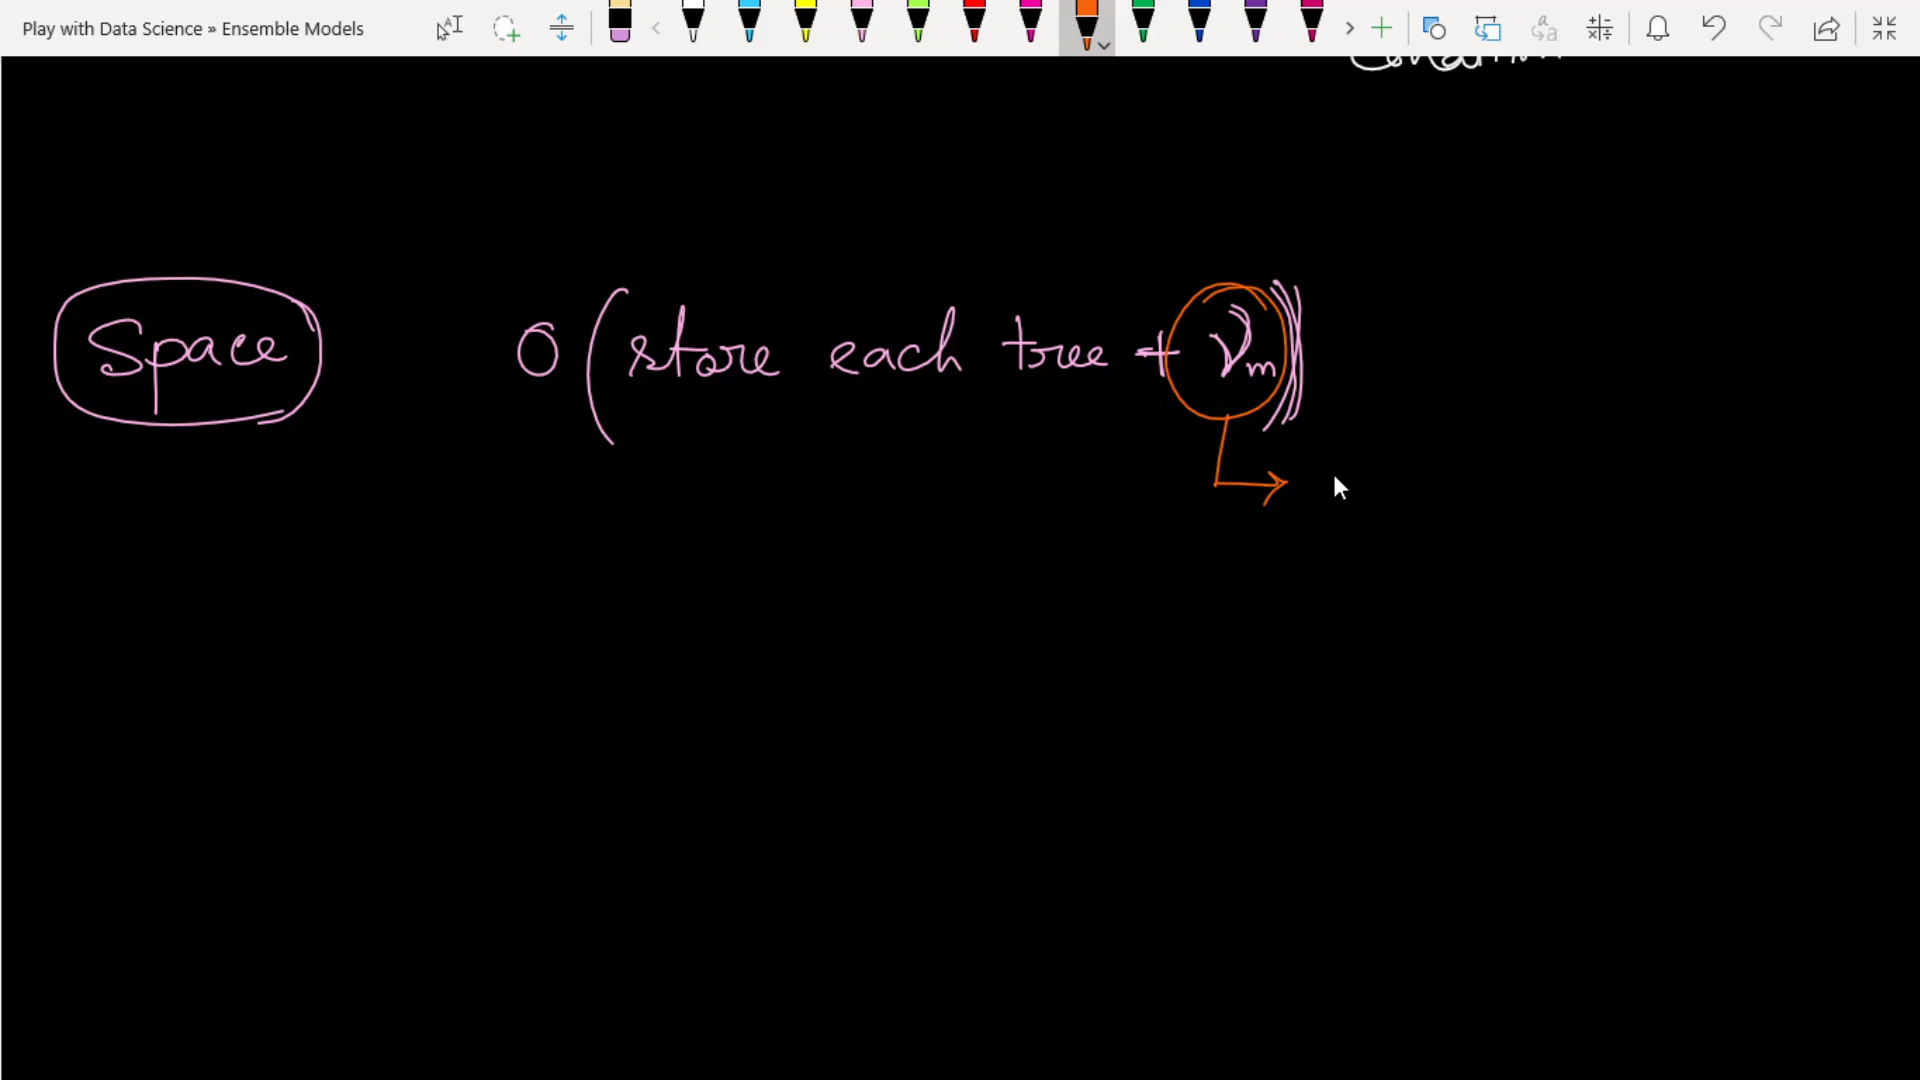 Play with Data Science » Ensemble Models
Space O ( store each tree + γm )